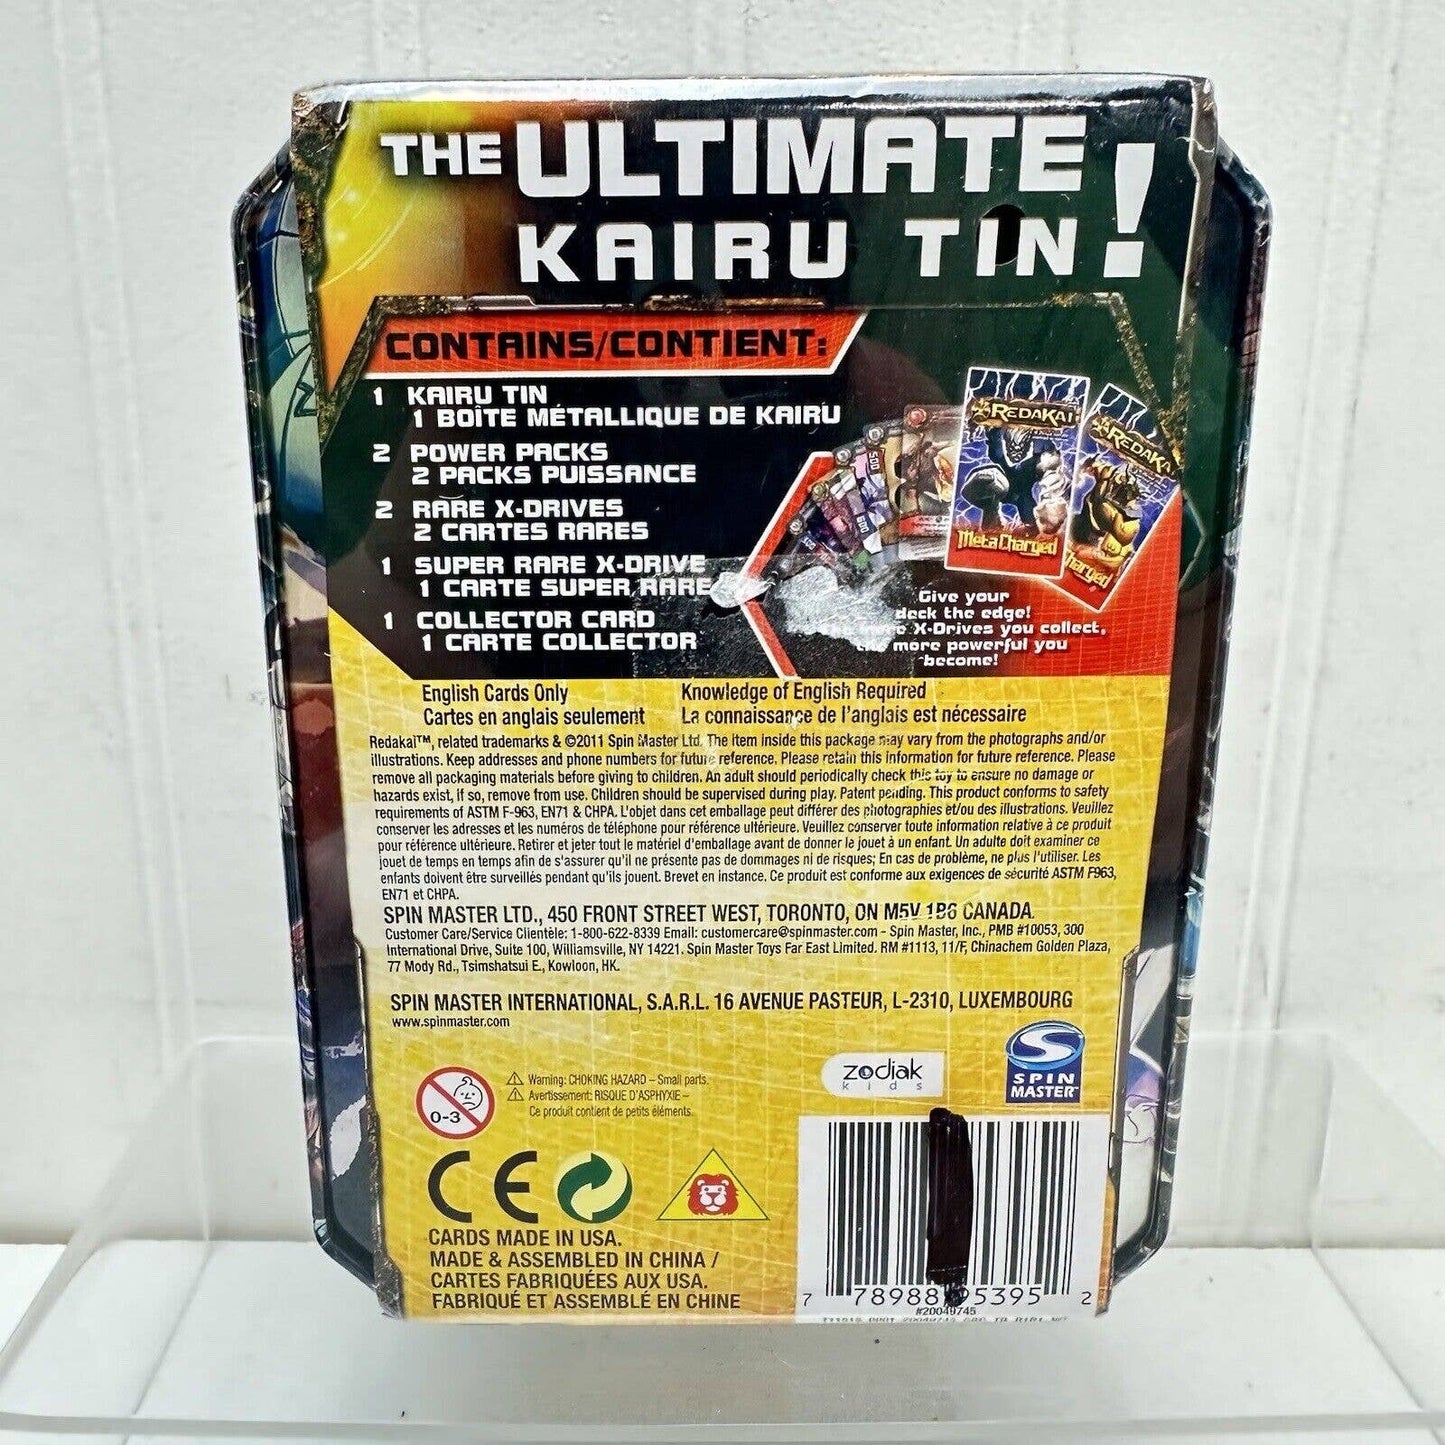 THE ULTIMATE
KAIRU TIN!
CONTAINS/CONTIENT:
1 KAIRU TIN
1 BOÎTE MÉTALLIQUE DE KAIRU
2 POWER PACKS
2 PACKS PUISSANCE
2 RARE X-DRIVES
2 CARTES RARES
1 SUPER RARE X-DRIVE
1 CARTE SUPER RARE
1 COLLECTOR CARD
1 CARTE COLLECTOR
REDAKAI
MetaCharged
REDAKA
harged
500
Give your
deck the edge!
X-Drives you collect,
more powerful you
become!
English Cards Only
Cartes en anglais seulement
Knowledge of English Required
La connaissance de l'anglais est nécessaire
Redakai™, related trademarks & ©2011 Spin Master Ltd. The item inside this package may vary from the photographs and/or
illustrations. Keep addresses and phone numbers for future reference. Please retain this information for future reference. Please
remove all packaging materials before giving to children. An adult should periodically check this toy to ensure no damage or
hazards exist, if so, remove from use. Children should be supervised during play. Patent pending. This product conforms to safety
requirements of ASTM F-963, EN71 & CHPA. L'objet dans cet emballage peut différer des photographies et/ou des illustrations. Veuillez
conserver les adresses et les numéros de téléphone pour référence ultérieure. Veuillez conserver toute information relative à ce produit
pour référence ultérieure. Retirer et jeter tout le matériel d'emballage avant de donner le jouet à un enfant. Un adulte doit examiner ce
jouet de temps en temps afin de s'assurer qu'il ne présente pas de dommages ni de risques; En cas de problème, ne plus l'utiliser. Les
enfants doivent être surveillés pendant qu'ils jouent. Brevet en instance. Ce produit est conforme aux exigences de sécurité ASTM F963,
EN71 et CHPA.
SPIN MASTER LTD., 450 FRONT STREET WEST, TORONTO, ON M5V 1B6 CANADA.
Customer Care/Service Clientèle: 1-800-622-8339 Email: customercare@spinmaster.com - Spin Master, Inc., PMB #10053, 300
International Drive, Suite 100, Williamsville, NY 14221. Spin Master Toys Far East Limited. RM #1113, 11/F, Chinachem Golden Plaza,
77 Mody Rd., Tsimshatsui E., Kowloon, HK.
SPIN MASTER INTERNATIONAL, S.A.R.L. 16 AVENUE PASTEUR, L-2310, LUXEMBOURG
www.spinmaster.com
zodiak
kids
SPIN
MASTER™
0-3
Warning: CHOKING HAZARD – Small parts.
Avertissement: RISQUE D'ASPHYXIE –
Ce produit contient de petits éléments.
CE
CARDS MADE IN USA.
MADE & ASSEMBLED IN CHINA /
CARTES FABRIQUÉES AUX USA.
FABRIQUÉ ET ASSEMBLÉ EN CHINE
7 78988 95395 2
#20049745